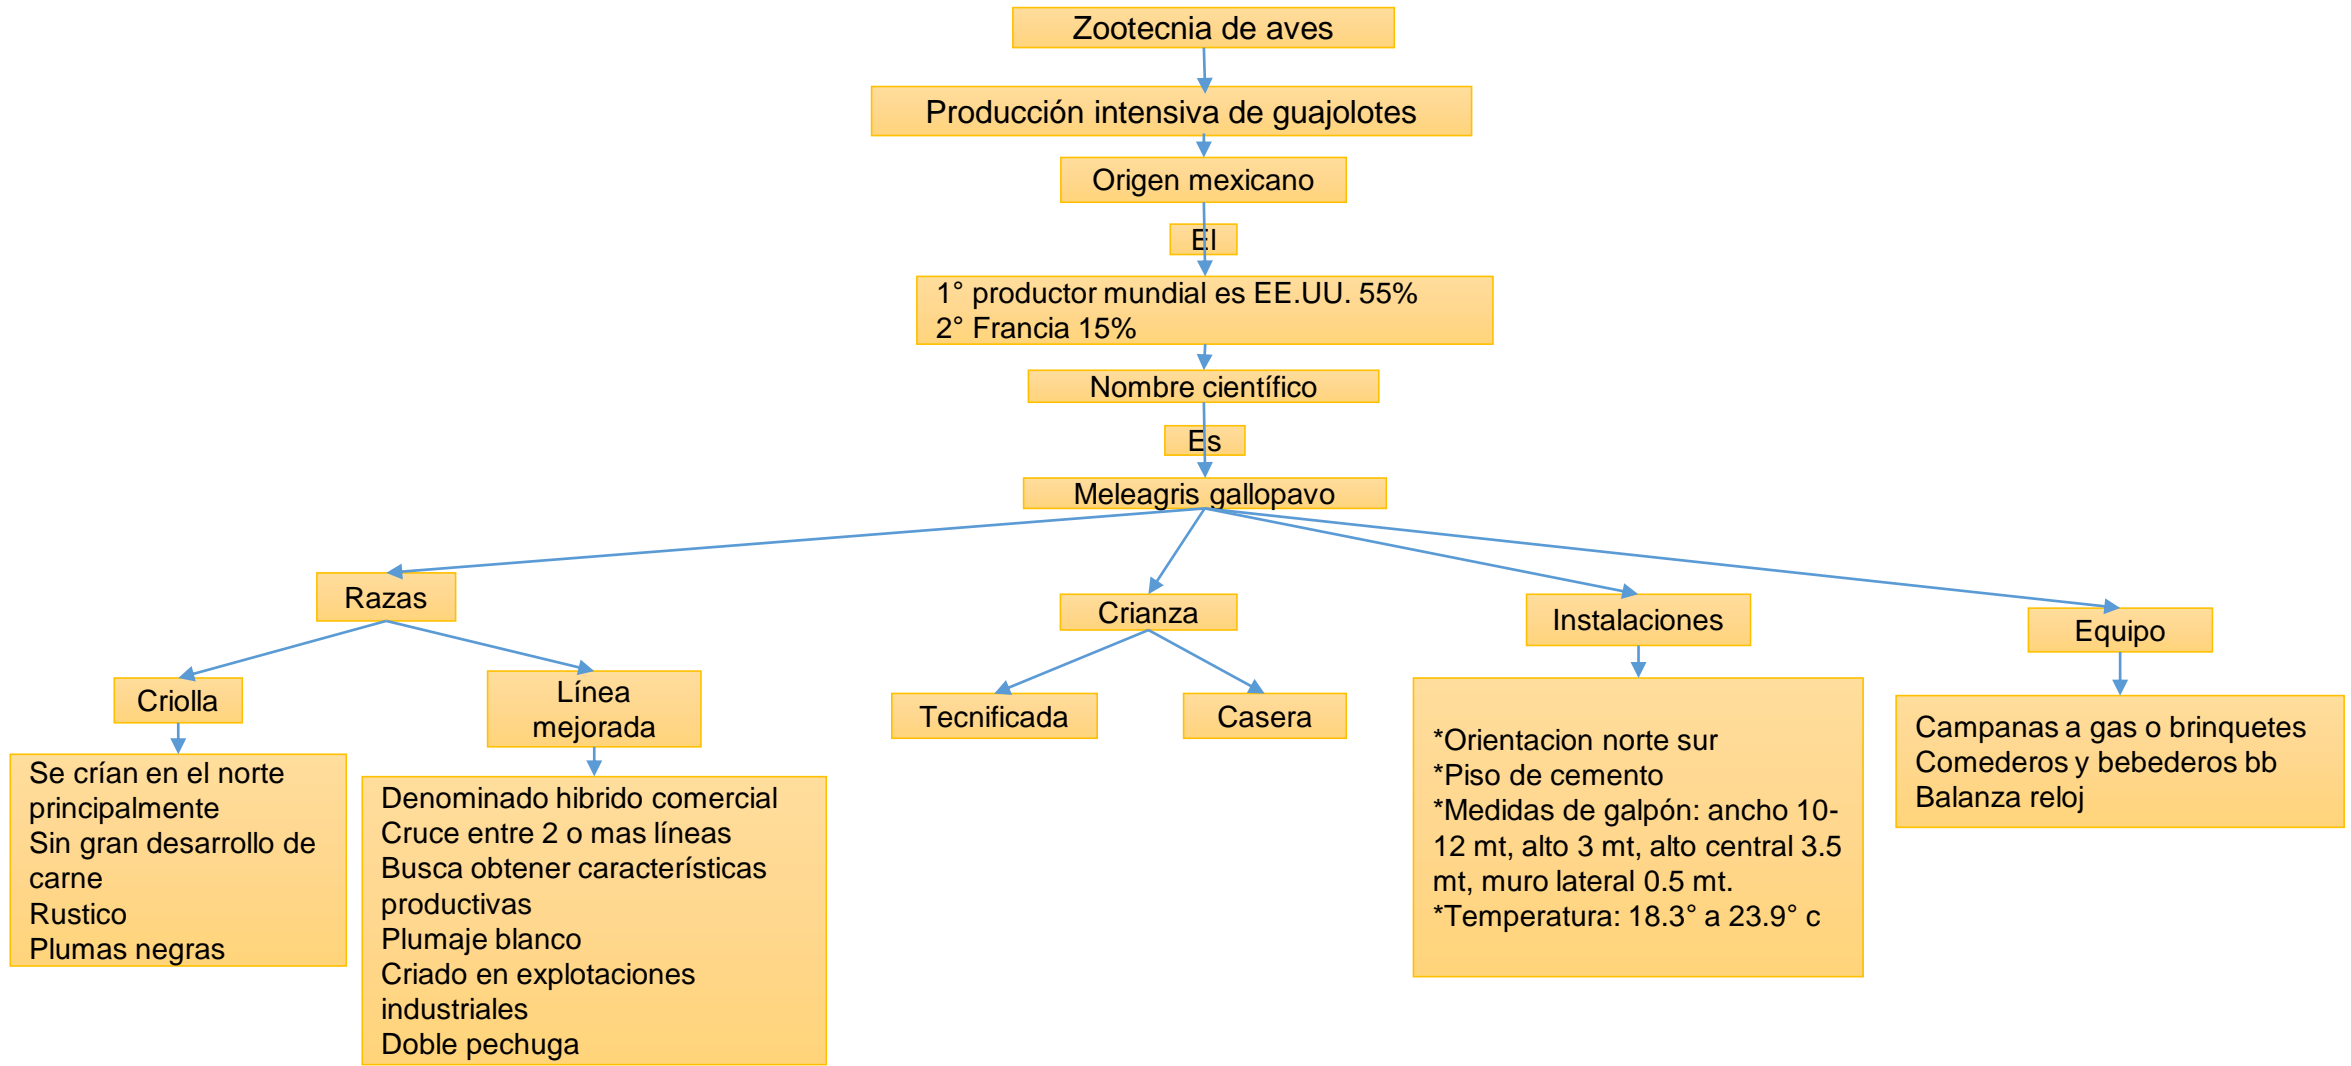 Zootecnia de aves
Producción intensiva de guajolotes
Origen mexicano
El
1° productor mundial es EE.UU. 55%
2° Francia 15%
Nombre científico
Es
Meleagris gallopavo
Razas
Crianza
Instalaciones
Equipo
Criolla
Línea
mejorada
Tecnificada
Casera
Se crían en el norte
principalmente
Sin gran desarrollo de
carne
Rustico
Plumas negras
Denominado hibrido comercial
Cruce entre 2 o mas líneas
Busca obtener características
productivas
Plumaje blanco
Criado en explotaciones
industriales
Doble pechuga
*Orientacion norte sur
*Piso de cemento
*Medidas de galpón: ancho 10-
12 mt, alto 3 mt, alto central 3.5
mt, muro lateral 0.5 mt.
*Temperatura: 18.3° a 23.9° c
Campanas a gas o brinquetes
Comederos y bebederos bb
Balanza reloj